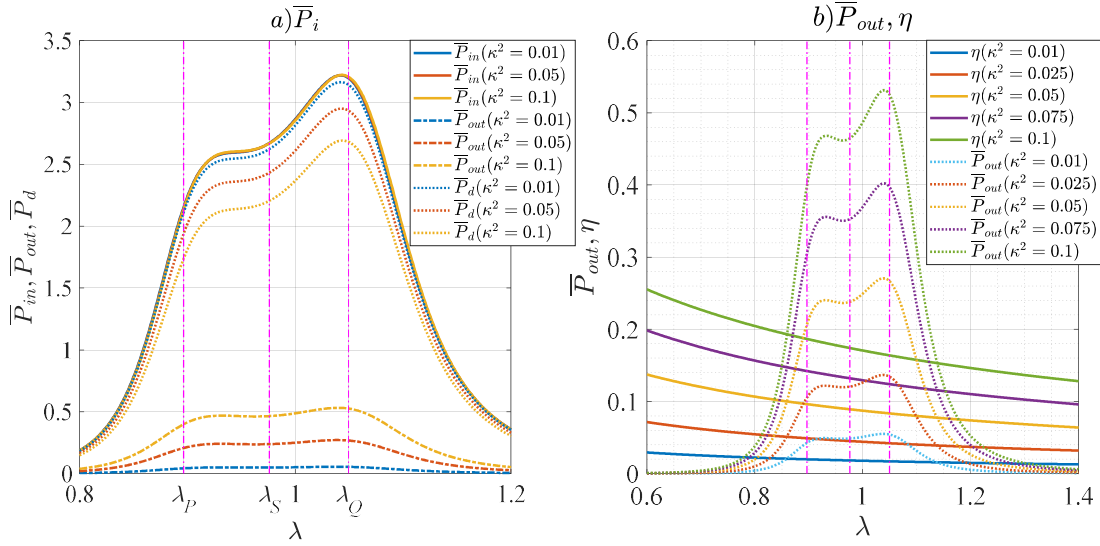 a) P̅_i
P̅_in, P̅_out, P̅_d
3.5
3
2.5
2
1.5
1
0.5
0
0.8
λ_P
λ_S
1
λ_Q
1.2
λ
P̅_in(κ² = 0.01)
P̅_in(κ² = 0.05)
P̅_in(κ² = 0.1)
P̅_out(κ² = 0.01)
P̅_out(κ² = 0.05)
P̅_out(κ² = 0.1)
P̅_d(κ² = 0.01)
P̅_d(κ² = 0.05)
P̅_d(κ² = 0.1)
b) P̅_out, η
P̅_out, η
0.6
0.5
0.4
0.3
0.2
0.1
0
0.6
0.8
1
1.2
1.4
λ
η(κ² = 0.01)
η(κ² = 0.025)
η(κ² = 0.05)
η(κ² = 0.075)
η(κ² = 0.1)
P̅_out(κ² = 0.01)
P̅_out(κ² = 0.025)
P̅_out(κ² = 0.05)
P̅_out(κ² = 0.075)
P̅_out(κ² = 0.1)